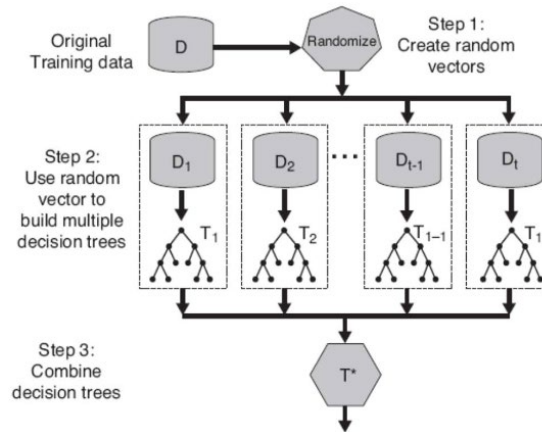 Original
Training data
D
Randomize
Step 1:
Create random
vectors
Step 2:
Use random
vector to
build multiple
decision trees
D1
D2
...
Dt-1
Dt
T1
T2
T1–1
T1
Step 3:
Combine
decision trees
T*